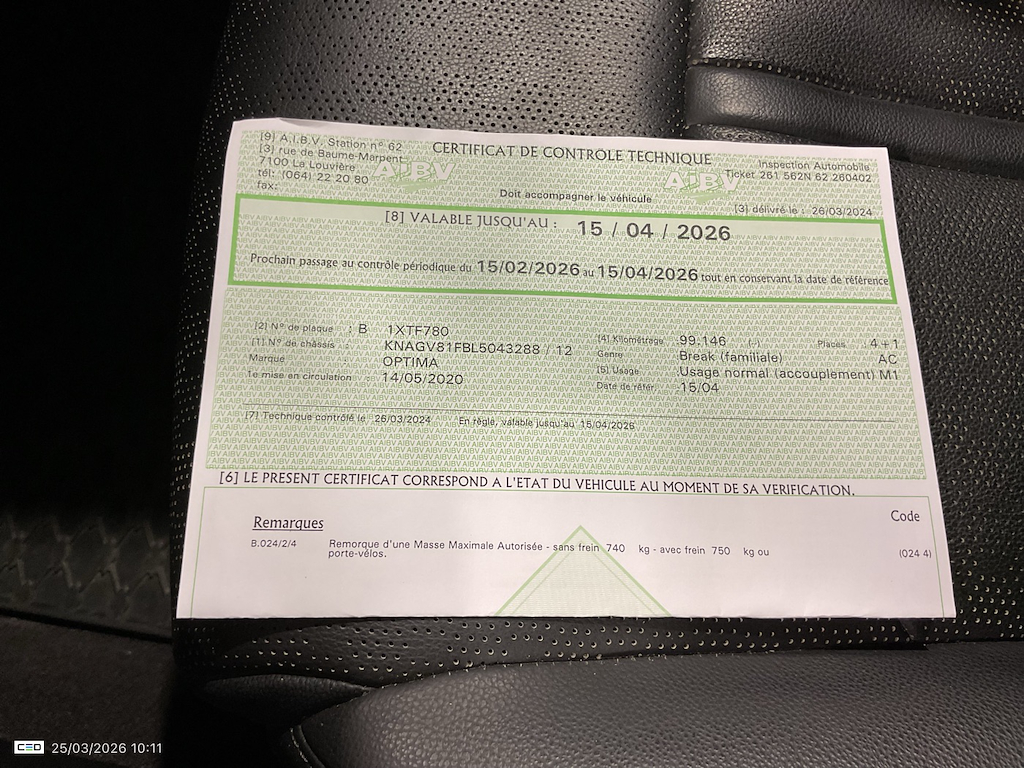 [9] A.I.B.V. Station n° 62
[3] rue de Baume-Marpent
7100 La Louvière
tél: (064) 22 20 80
fax:
AIBV
CERTIFICAT DE CONTROLE TECHNIQUE
Doit accompagner le véhicule
AIBV
Inspection Automobile
Ticket 261 562N 62 260402
[3] délivré le : 26/03/2024
[8] VALABLE JUSQU'AU : 15 / 04 / 2026
Prochain passage au contrôle périodique du 15/02/2026 au 15/04/2026 tout en conservant la date de référence
[2] N° de plaque : B 1XTF780
[1] N° de châssis : KNAGV81FBL5043288 / 12
Marque : OPTIMA
1e mise en circulation : 14/05/2020
[4] Kilométrage : 99.146 (-) Places : 4+1
Genre : Break (familiale) AC
[5] Usage : Usage normal (accouplement) M1
Date de référ. : 15/04
[7] Technique contrôlé le 26/03/2024 En règle, valable jusqu'au 15/04/2026
[6] LE PRESENT CERTIFICAT CORRESPOND A L'ETAT DU VEHICULE AU MOMENT DE SA VERIFICATION.
Remarques Code
B.024/2/4 Remorque d'une Masse Maximale Autorisée - sans frein 740 kg - avec frein 750 kg ou (024 4)
porte-vélos.
CEO 25/03/2026 10:11